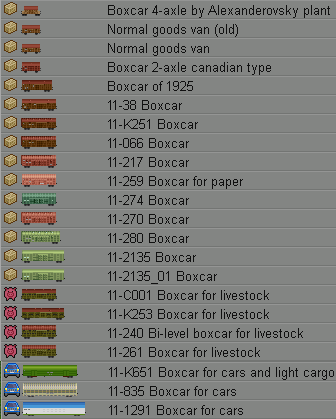 Boxcar 4-axle by Alexanderovsky plant
Normal goods van (old)
Normal goods van
Boxcar 2-axle canadian type
Boxcar of 1925
11-38 Boxcar
11-K251 Boxcar
11-066 Boxcar
11-217 Boxcar
11-259 Boxcar for paper
11-274 Boxcar
11-270 Boxcar
11-280 Boxcar
11-2135 Boxcar
11-2135_01 Boxcar
11-C001 Boxcar for livestock
11-K253 Boxcar for livestock
11-240 Bi-level boxcar for livestock
11-261 Boxcar for livestock
11-K651 Boxcar for cars and light cargo
11-835 Boxcar for cars
11-1291 Boxcar for cars